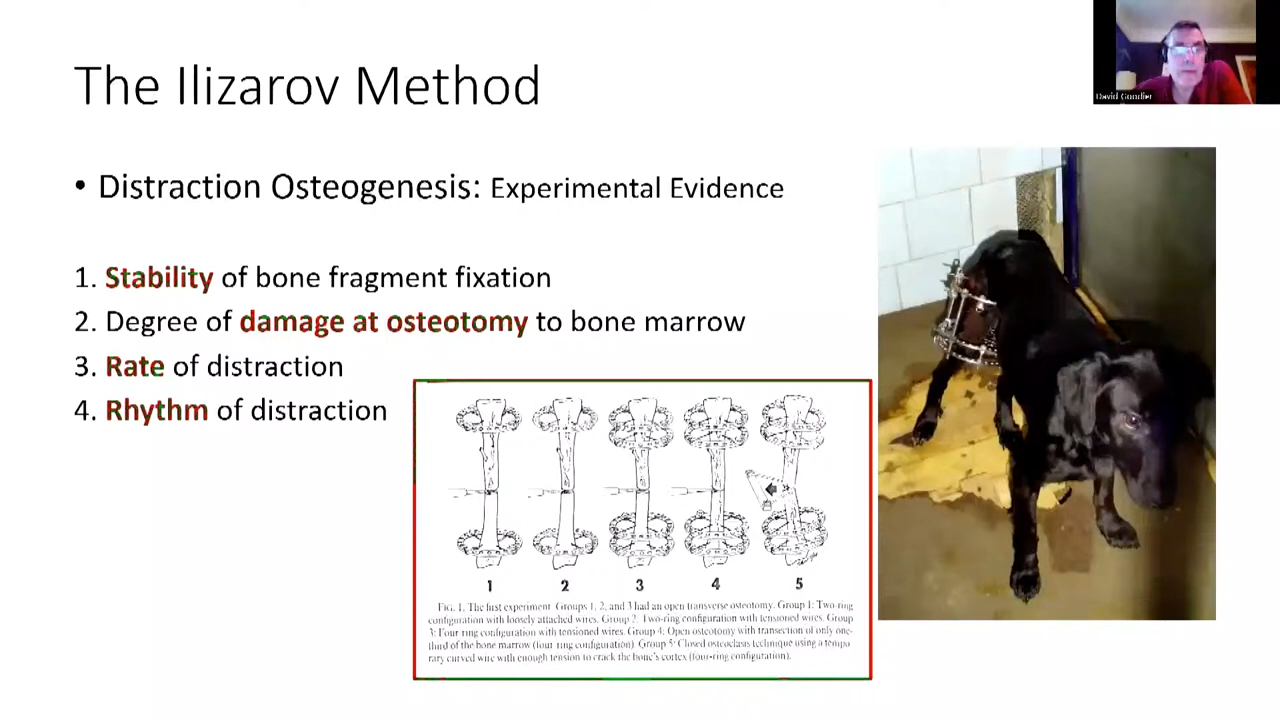 The Ilizarov Method
David Goodier
• Distraction Osteogenesis: Experimental Evidence
1. Stability of bone fragment fixation
2. Degree of damage at osteotomy to bone marrow
3. Rate of distraction
4. Rhythm of distraction
1 2 3 4 5
FIG. 1. The first experiment. Groups 1, 2, and 3 had an open transverse osteotomy. Group 1: Two-ring
configuration with loosely attached wires. Group 2: Two-ring configuration with tensioned wires. Group
3: Four ring configuration with tensioned wires. Group 4: Open osteotomy with transection of only one-
third of the bone marrow (four ring configuration). Group 5: Closed osteoclasis technique using a tempo
rary curved wire with enough tension to crack the bone's cortex (four-ring configuration).